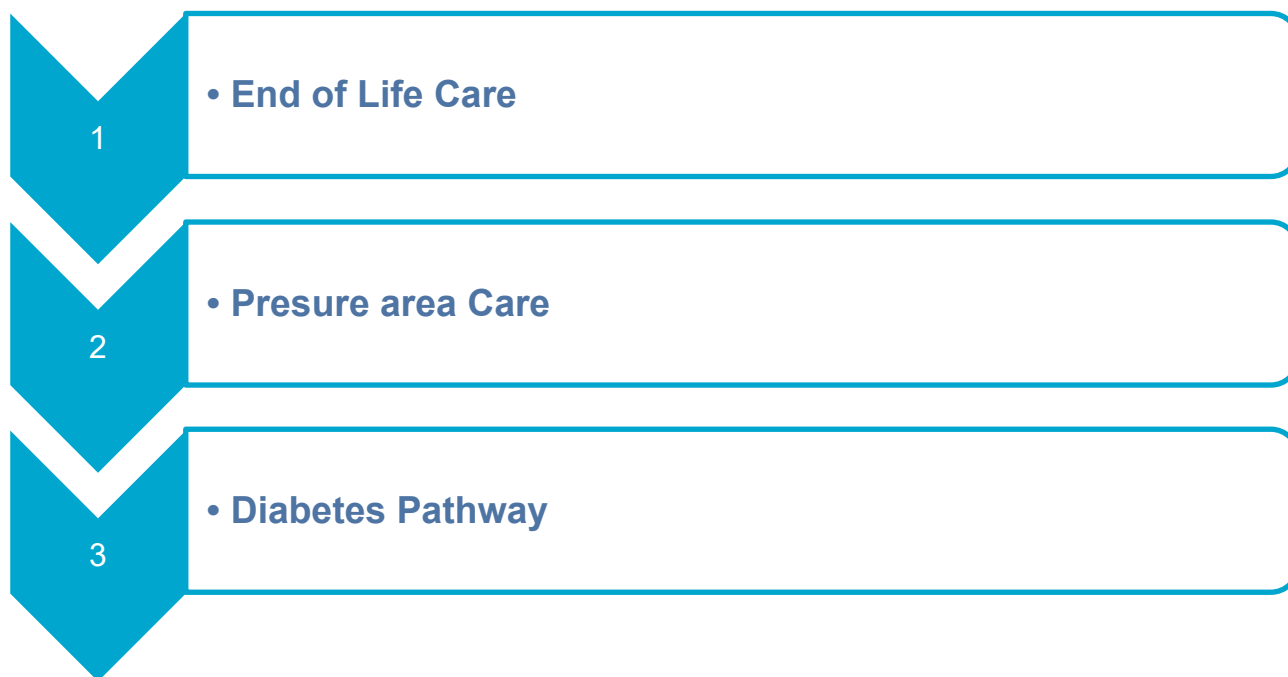 1
• End of Life Care
2
• Presure area Care
3
• Diabetes Pathway